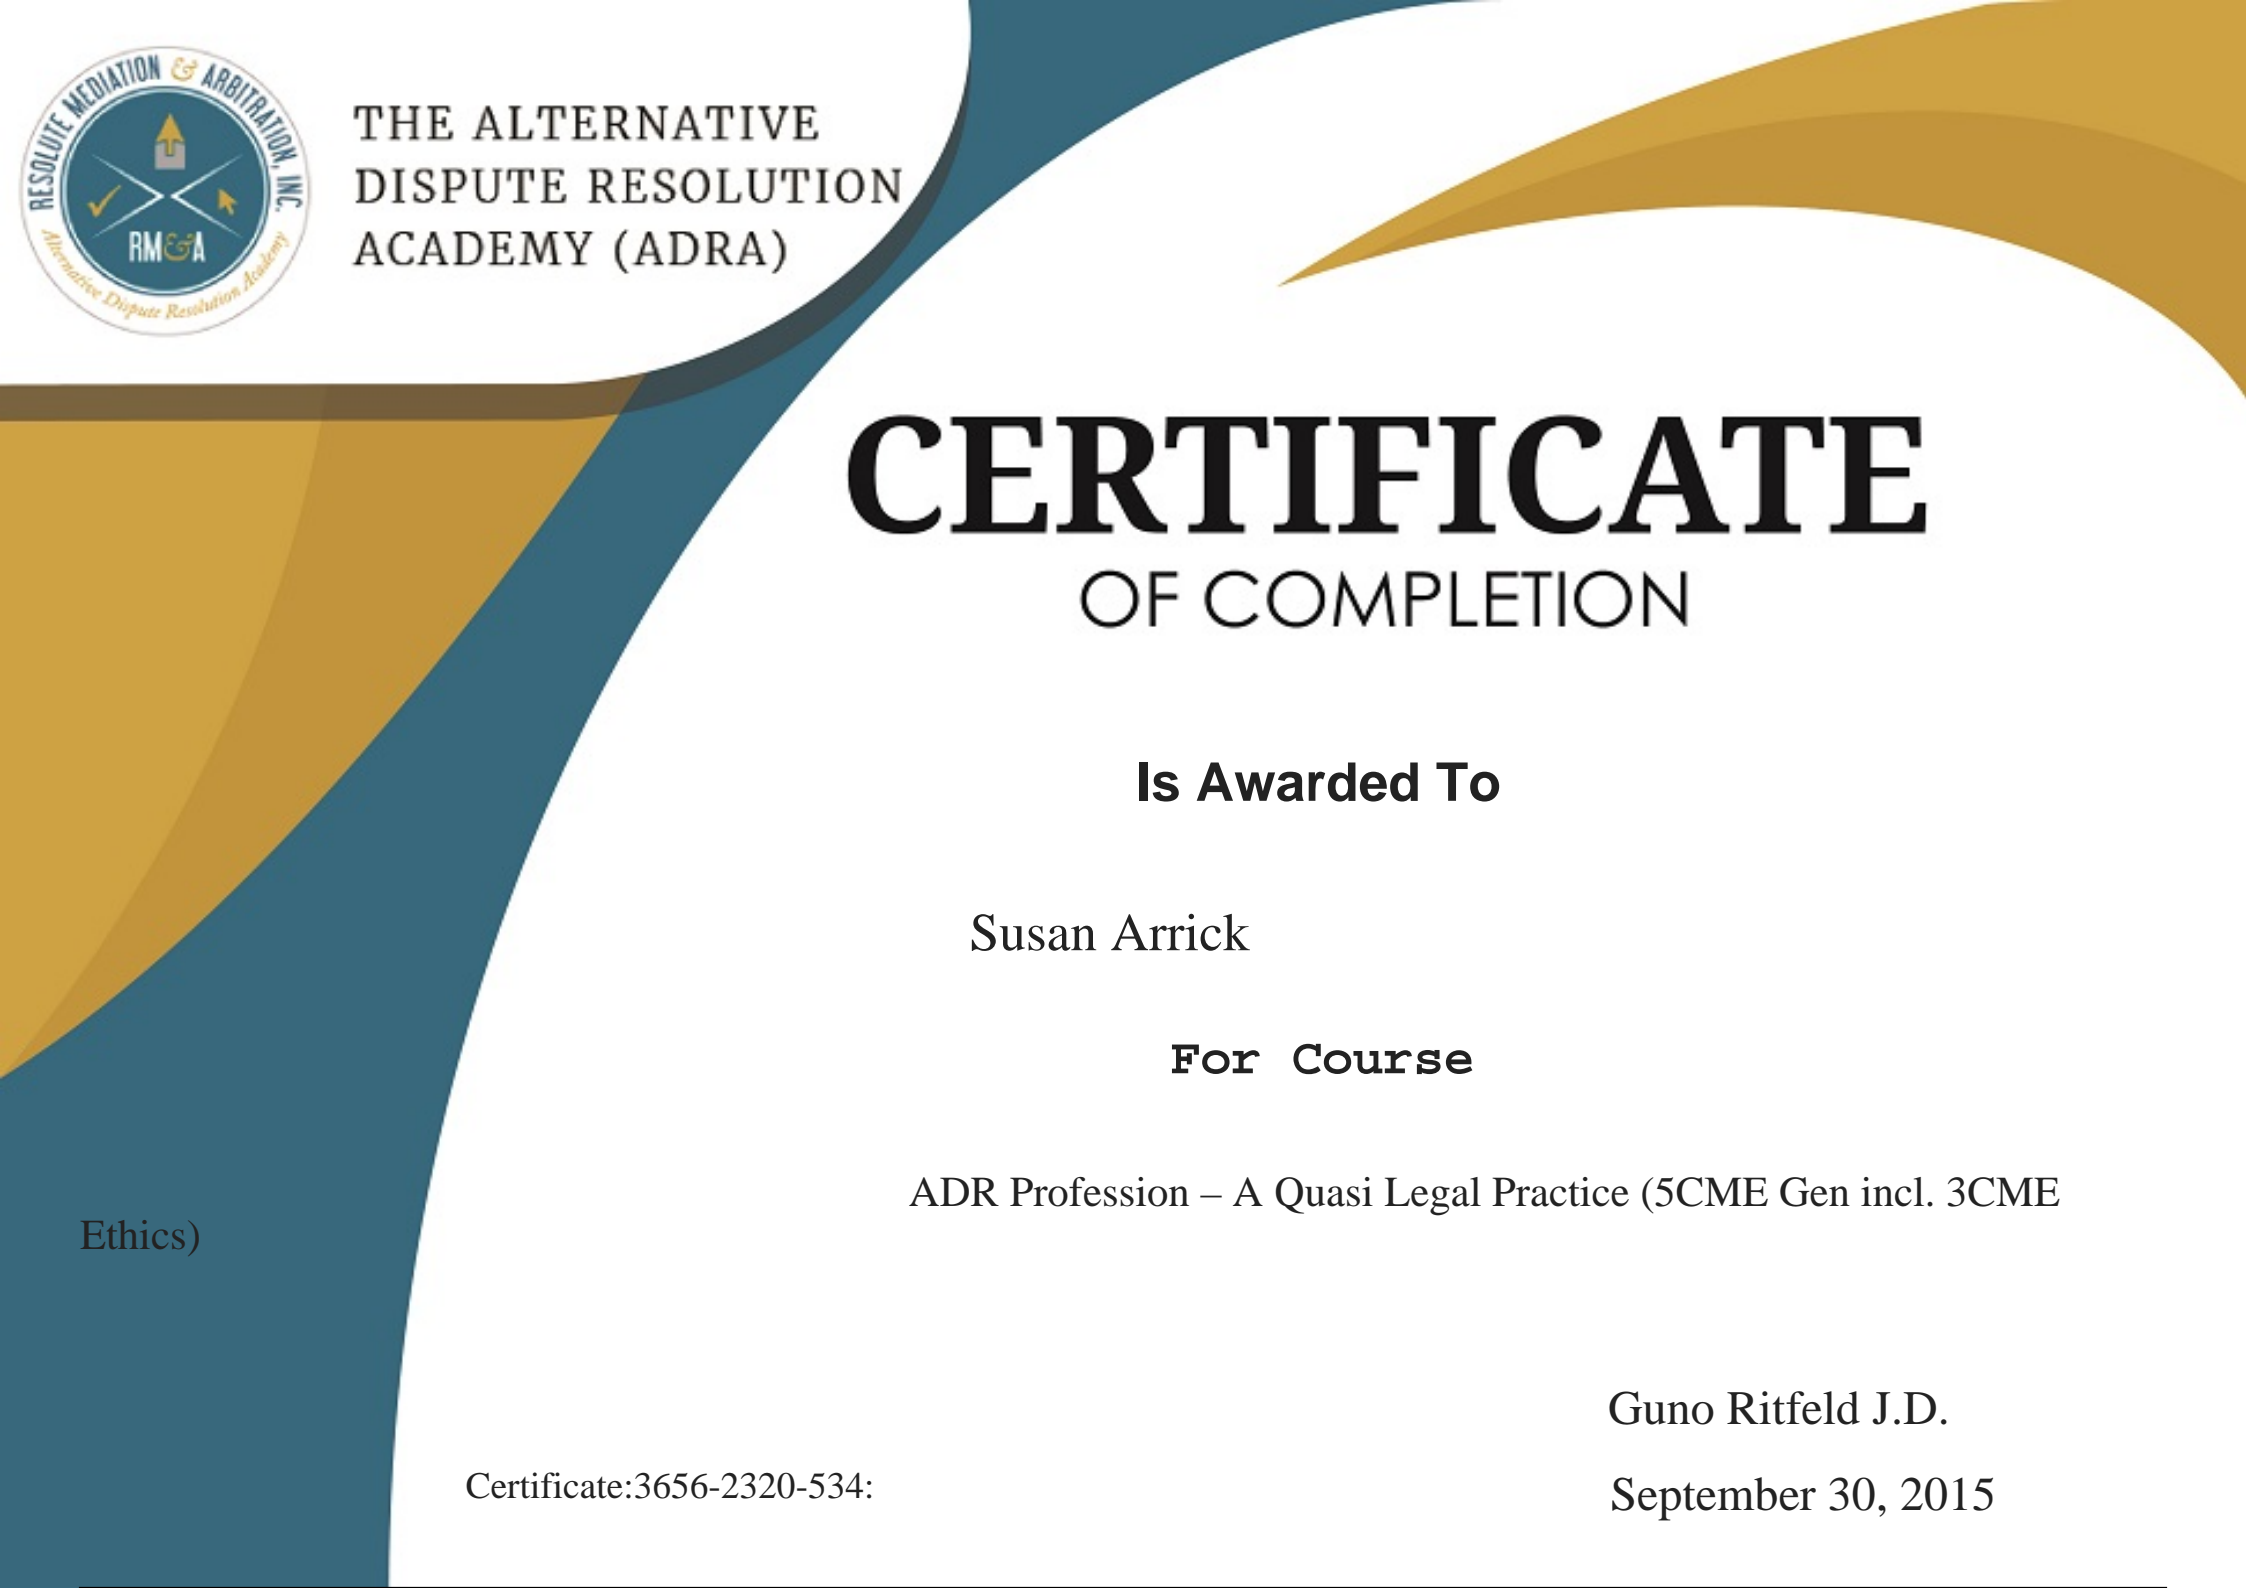 RESOLUTE MEDIATION & ARBITRATION, INC.
RM&A
Alternative Dispute Resolution Academy
THE ALTERNATIVE
DISPUTE RESOLUTION
ACADEMY (ADRA)
CERTIFICATE
OF COMPLETION
Is Awarded To
Susan Arrick
For Course
ADR Profession – A Quasi Legal Practice (5CME Gen incl. 3CME
Ethics)
Guno Ritfeld J.D.
Certificate:3656-2320-534:
September 30, 2015